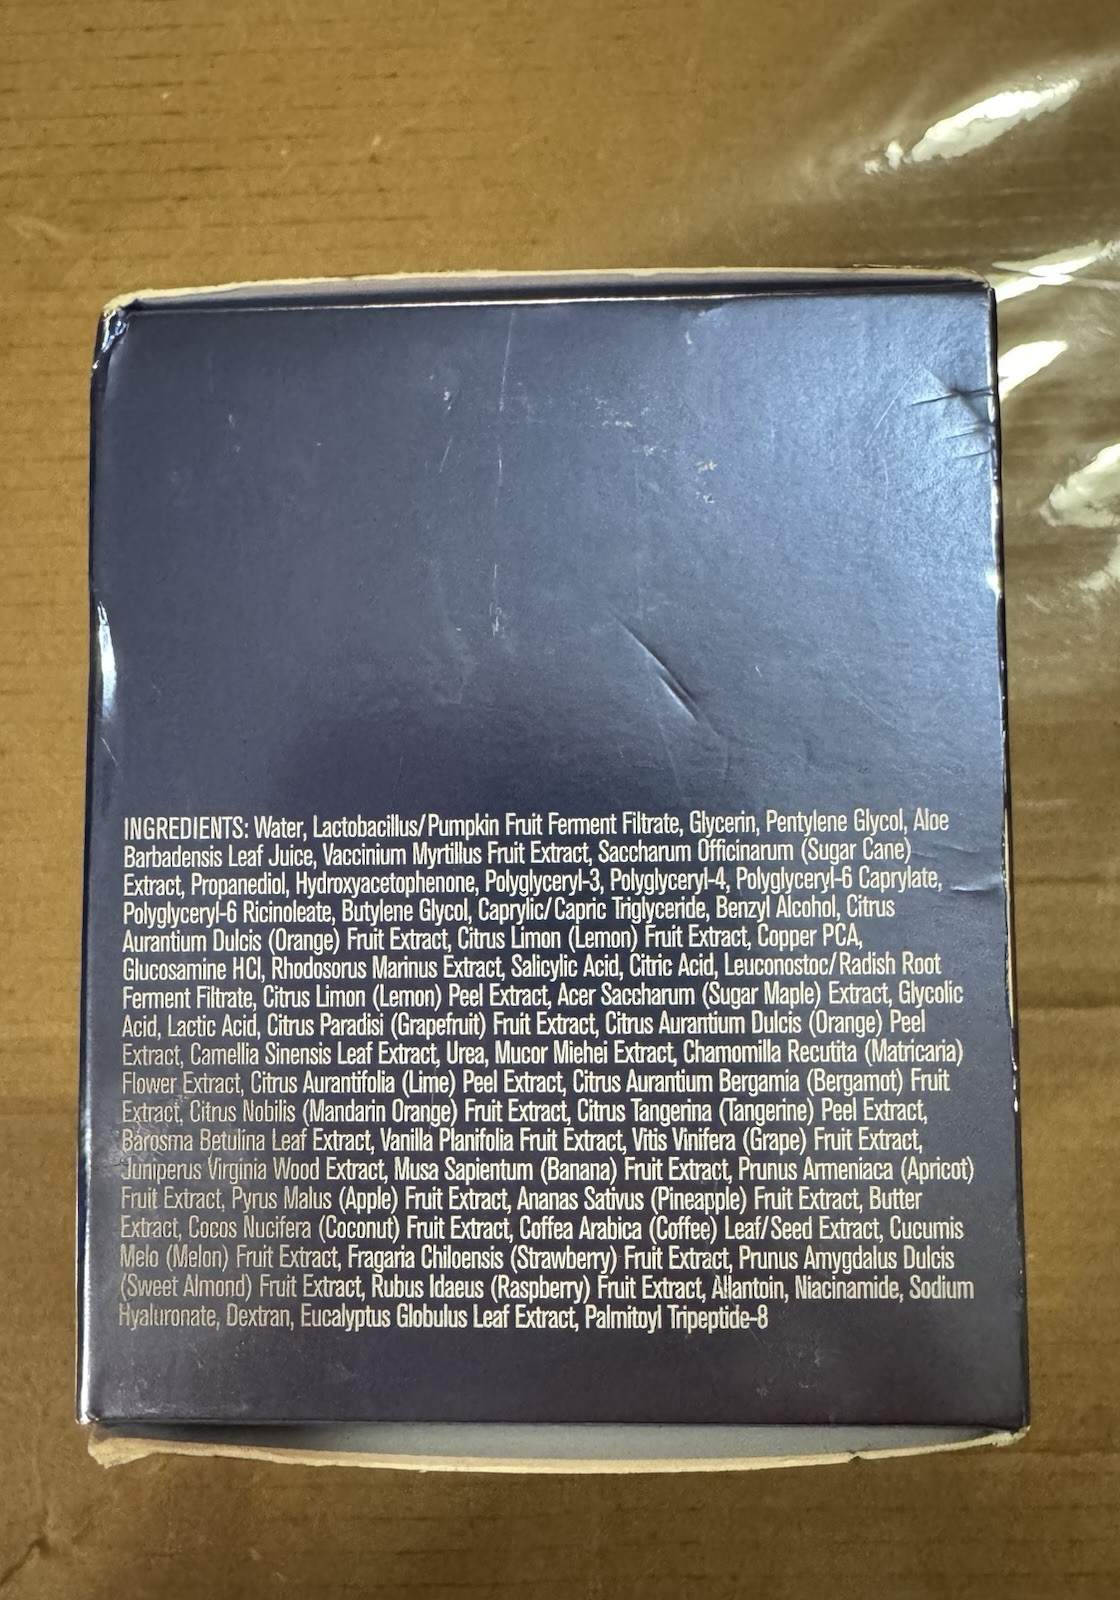 INGREDIENTS: Water, Lactobacillus/Pumpkin Fruit Ferment Filtrate, Glycerin, Pentylene Glycol, Aloe
Barbadensis Leaf Juice, Vaccinium Myrtillus Fruit Extract, Saccharum Officinarum (Sugar Cane)
Extract, Propanediol, Hydroxyacetophenone, Polyglyceryl-3, Polyglyceryl-4, Polyglyceryl-6 Caprylate,
Polyglyceryl-6 Ricinoleate, Butylene Glycol, Caprylic/Capric Triglyceride, Benzyl Alcohol, Citrus
Aurantium Dulcis (Orange) Fruit Extract, Citrus Limon (Lemon) Fruit Extract, Copper PCA,
Glucosamine HCl, Rhodosorus Marinus Extract, Salicylic Acid, Citric Acid, Leuconostoc/Radish Root
Ferment Filtrate, Citrus Limon (Lemon) Peel Extract, Acer Saccharum (Sugar Maple) Extract, Glycolic
Acid, Lactic Acid, Citrus Paradisi (Grapefruit) Fruit Extract, Citrus Aurantium Dulcis (Orange) Peel
Extract, Camellia Sinensis Leaf Extract, Urea, Mucor Miehei Extract, Chamomilla Recutita (Matricaria)
Flower Extract, Citrus Aurantifolia (Lime) Peel Extract, Citrus Aurantium Bergamia (Bergamot) Fruit
Extract, Citrus Nobilis (Mandarin Orange) Fruit Extract, Citrus Tangerina (Tangerine) Peel Extract,
Barosma Betulina Leaf Extract, Vanilla Planifolia Fruit Extract, Vitis Vinifera (Grape) Fruit Extract,
Juniperus Virginia Wood Extract, Musa Sapientum (Banana) Fruit Extract, Prunus Armeniaca (Apricot)
Fruit Extract, Pyrus Malus (Apple) Fruit Extract, Ananas Sativus (Pineapple) Fruit Extract, Butter
Extract, Cocos Nucifera (Coconut) Fruit Extract, Coffea Arabica (Coffee) Leaf/Seed Extract, Cucumis
Melo (Melon) Fruit Extract, Fragaria Chiloensis (Strawberry) Fruit Extract, Prunus Amygdalus Dulcis
(Sweet Almond) Fruit Extract, Rubus Idaeus (Raspberry) Fruit Extract, Allantoin, Niacinamide, Sodium
Hyaluronate, Dextran, Eucalyptus Globulus Leaf Extract, Palmitoyl Tripeptide-8